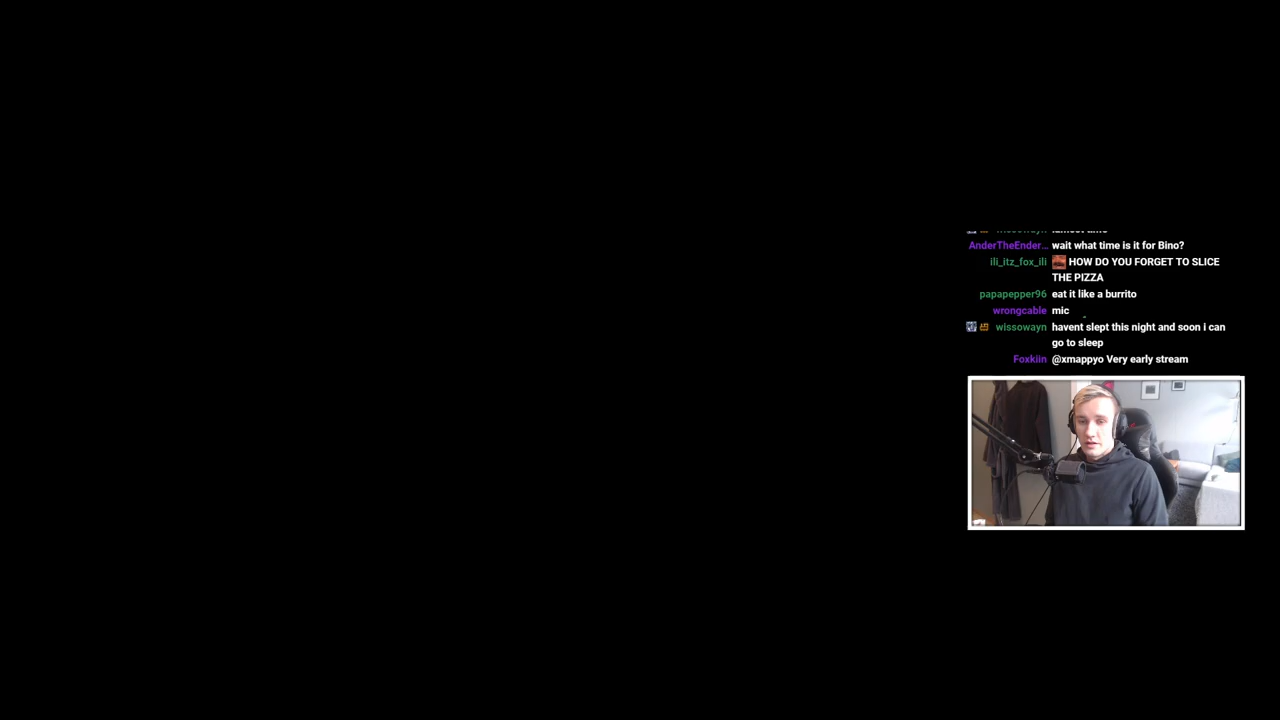 AnderTheEnder... wait what time is it for Bino?
ili_itz_fox_ili HOW DO YOU FORGET TO SLICE
THE PIZZA
papapepper96 eat it like a burrito
wrongcable mic
wissowayn havent slept this night and soon i can
go to sleep
Foxkiin @xmappyo Very early stream